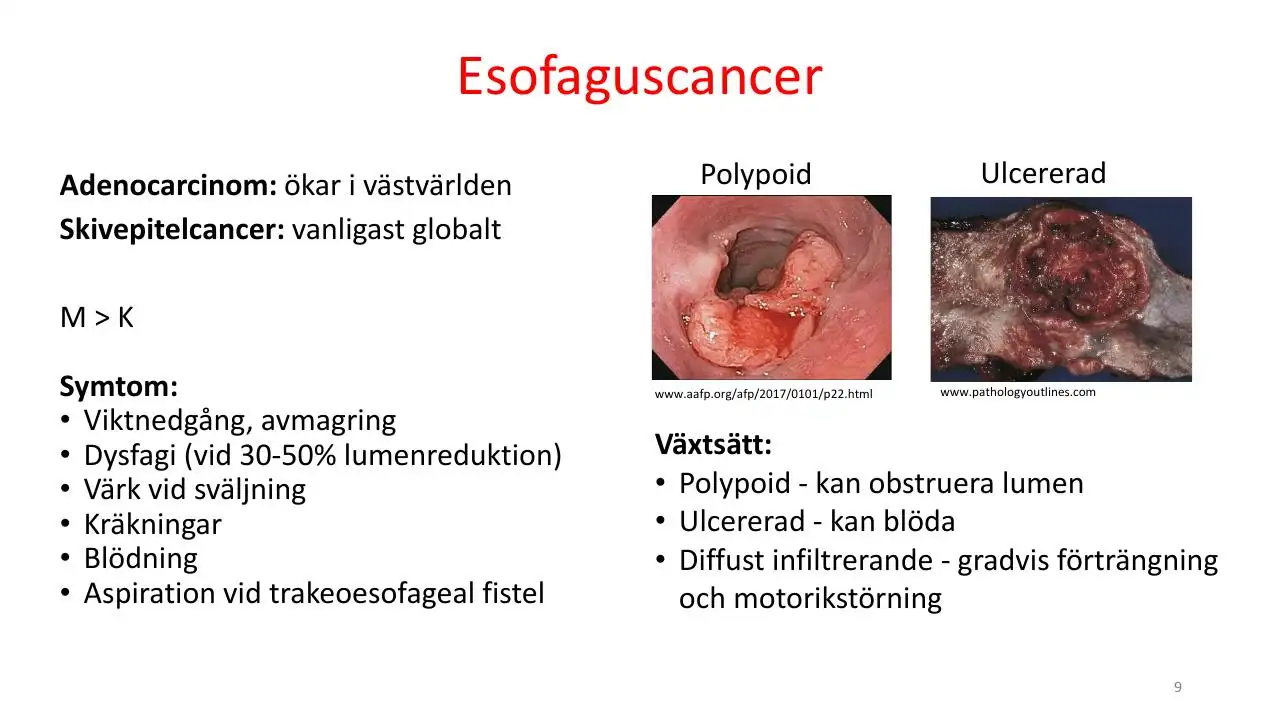 Esofaguscancer
Adenocarcinom: ökar i västvärlden
Skivepitelcancer: vanligast globalt
M > K
Symtom:
• Viktnedgång, avmagring
• Dysfagi (vid 30-50% lumenreduktion)
• Värk vid sväljning
• Kräkningar
• Blödning
• Aspiration vid trakeoesofageal fistel
Polypoid
Ulcererad
www.aafp.org/afp/2017/0101/p22.html
www.pathologyoutlines.com
Växtsätt:
• Polypoid - kan obstruera lumen
• Ulcererad - kan blöda
• Diffust infiltrerande - gradvis förträngning
och motorikstörning
9